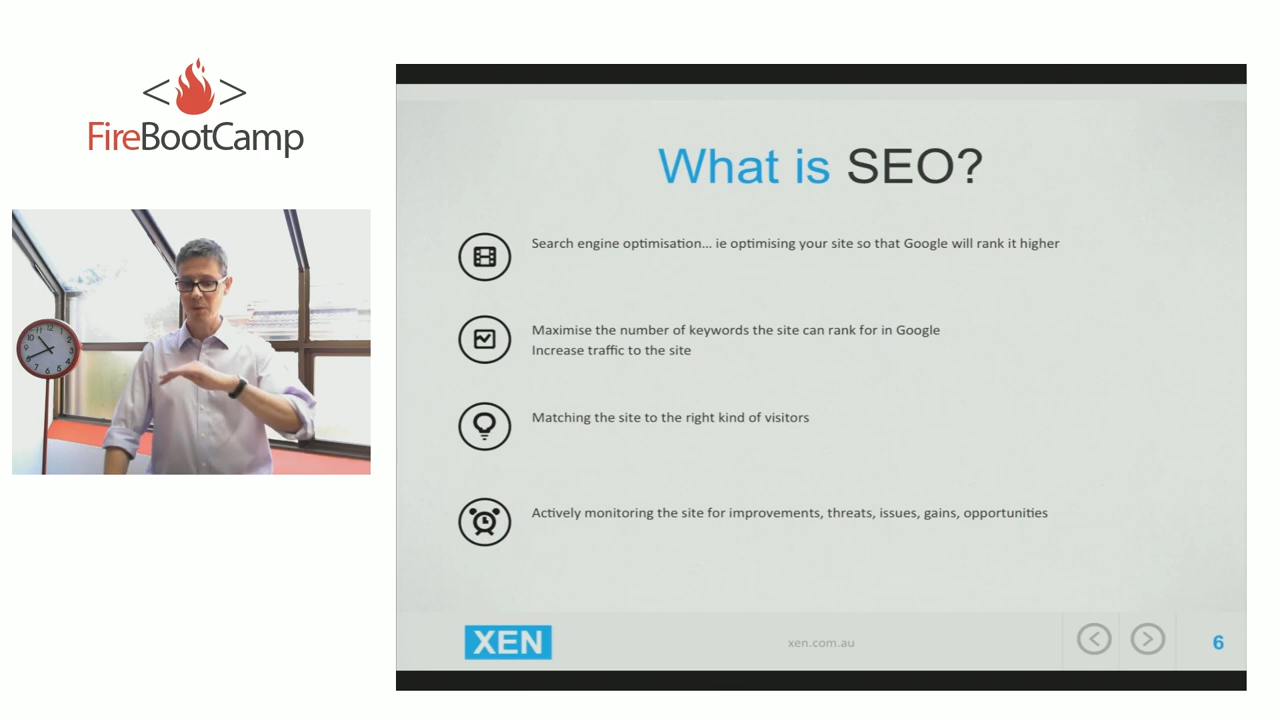 FireBootCamp
What is SEO?
Search engine optimisation... ie optimising your site so that Google will rank it higher
Maximise the number of keywords the site can rank for in Google
Increase traffic to the site
Matching the site to the right kind of visitors
Actively monitoring the site for improvements, threats, issues, gains, opportunities
XEN
xen.com.au
6